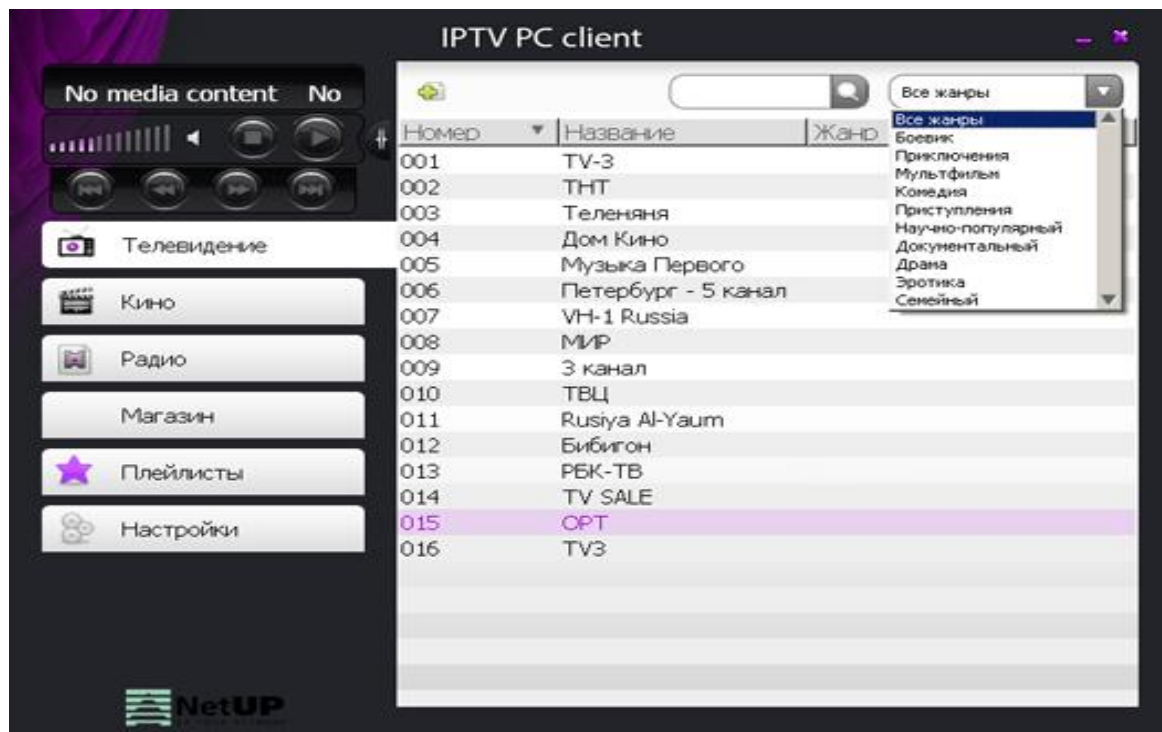 IPTV PC client
No media content No
Все жанры
Номер Название Жанр
Все жанры
Боевик
Приключения
Мультфильм
Комедия
Приступления
Научно-популярный
Документальный
Драма
Эротика
Семейный
001 TV-3
002 ТНТ
003 Теленяня
004 Дом Кино
005 Музыка Первого
006 Петербург - 5 канал
007 VH-1 Russia
008 МИР
009 3 канал
010 ТВЦ
011 Rusiya Al-Yaum
012 Бибигон
013 РБК-ТВ
014 TV SALE
015 ОРТ
016 TV3
Телевидение
Кино
Радио
Магазин
Плейлисты
Настройки
NetUP